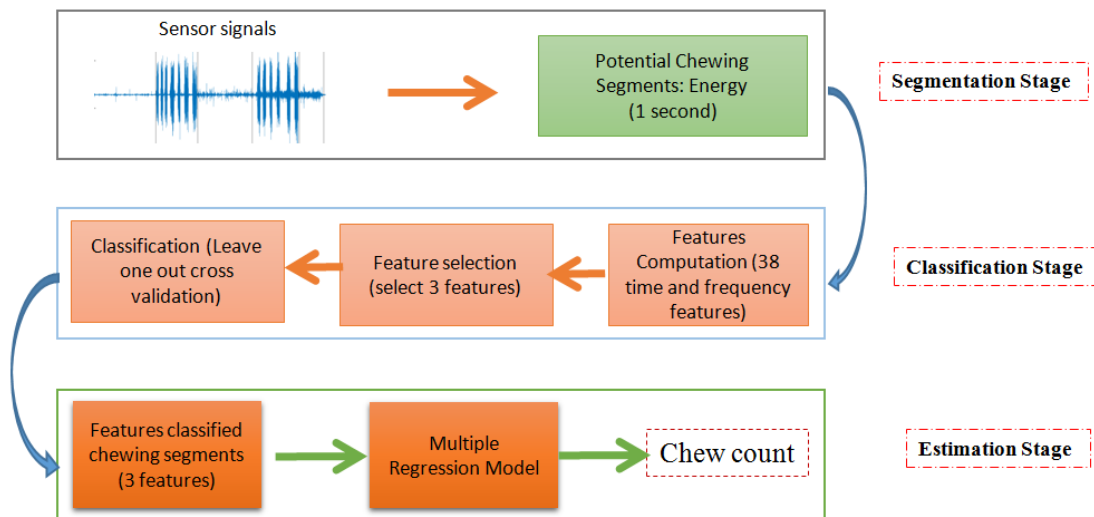 Sensor signals
Potential Chewing
Segments: Energy
(1 second)
Segmentation Stage
Classification (Leave
one out cross
validation)
Feature selection
(select 3 features)
Features
Computation (38
time and frequency
features)
Classification Stage
Features classified
chewing segments
(3 features)
Multiple
Regression Model
Chew count
Estimation Stage